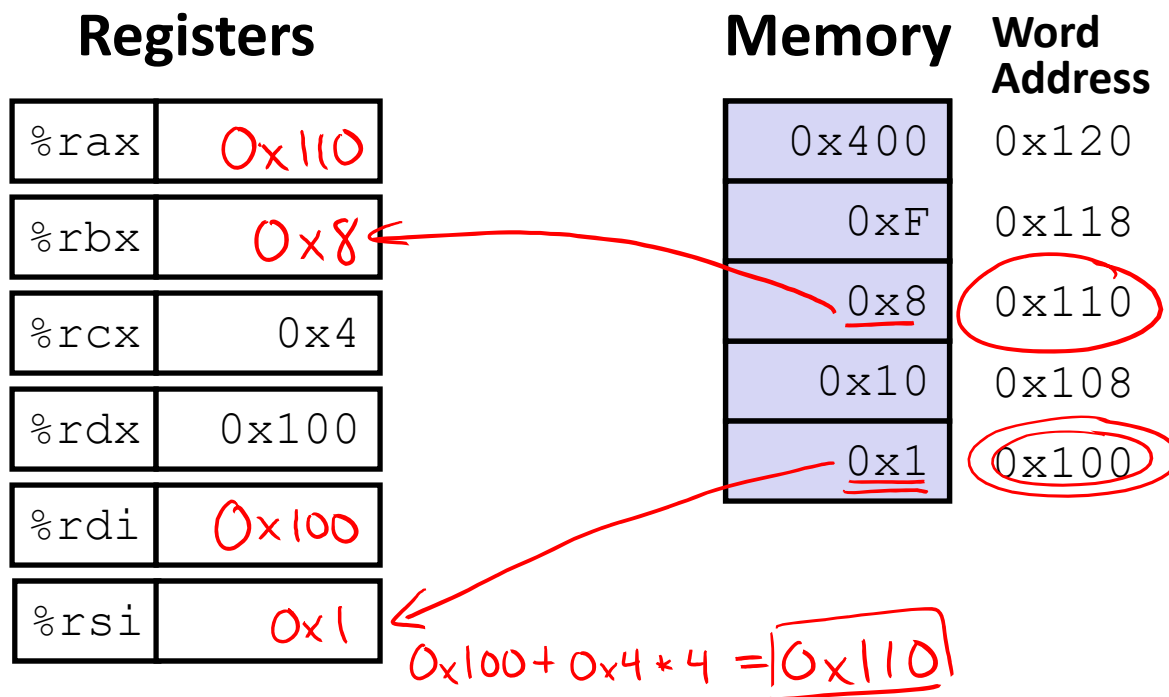 Registers
%rax 0x110
%rbx 0x8
%rcx 0x4
%rdx 0x100
%rdi 0x100
%rsi 0x1
Memory Word
Address
0x400 0x120
0xF 0x118
0x8 0x110
0x10 0x108
0x1 0x100
0x100 + 0x4 * 4 = 0x110